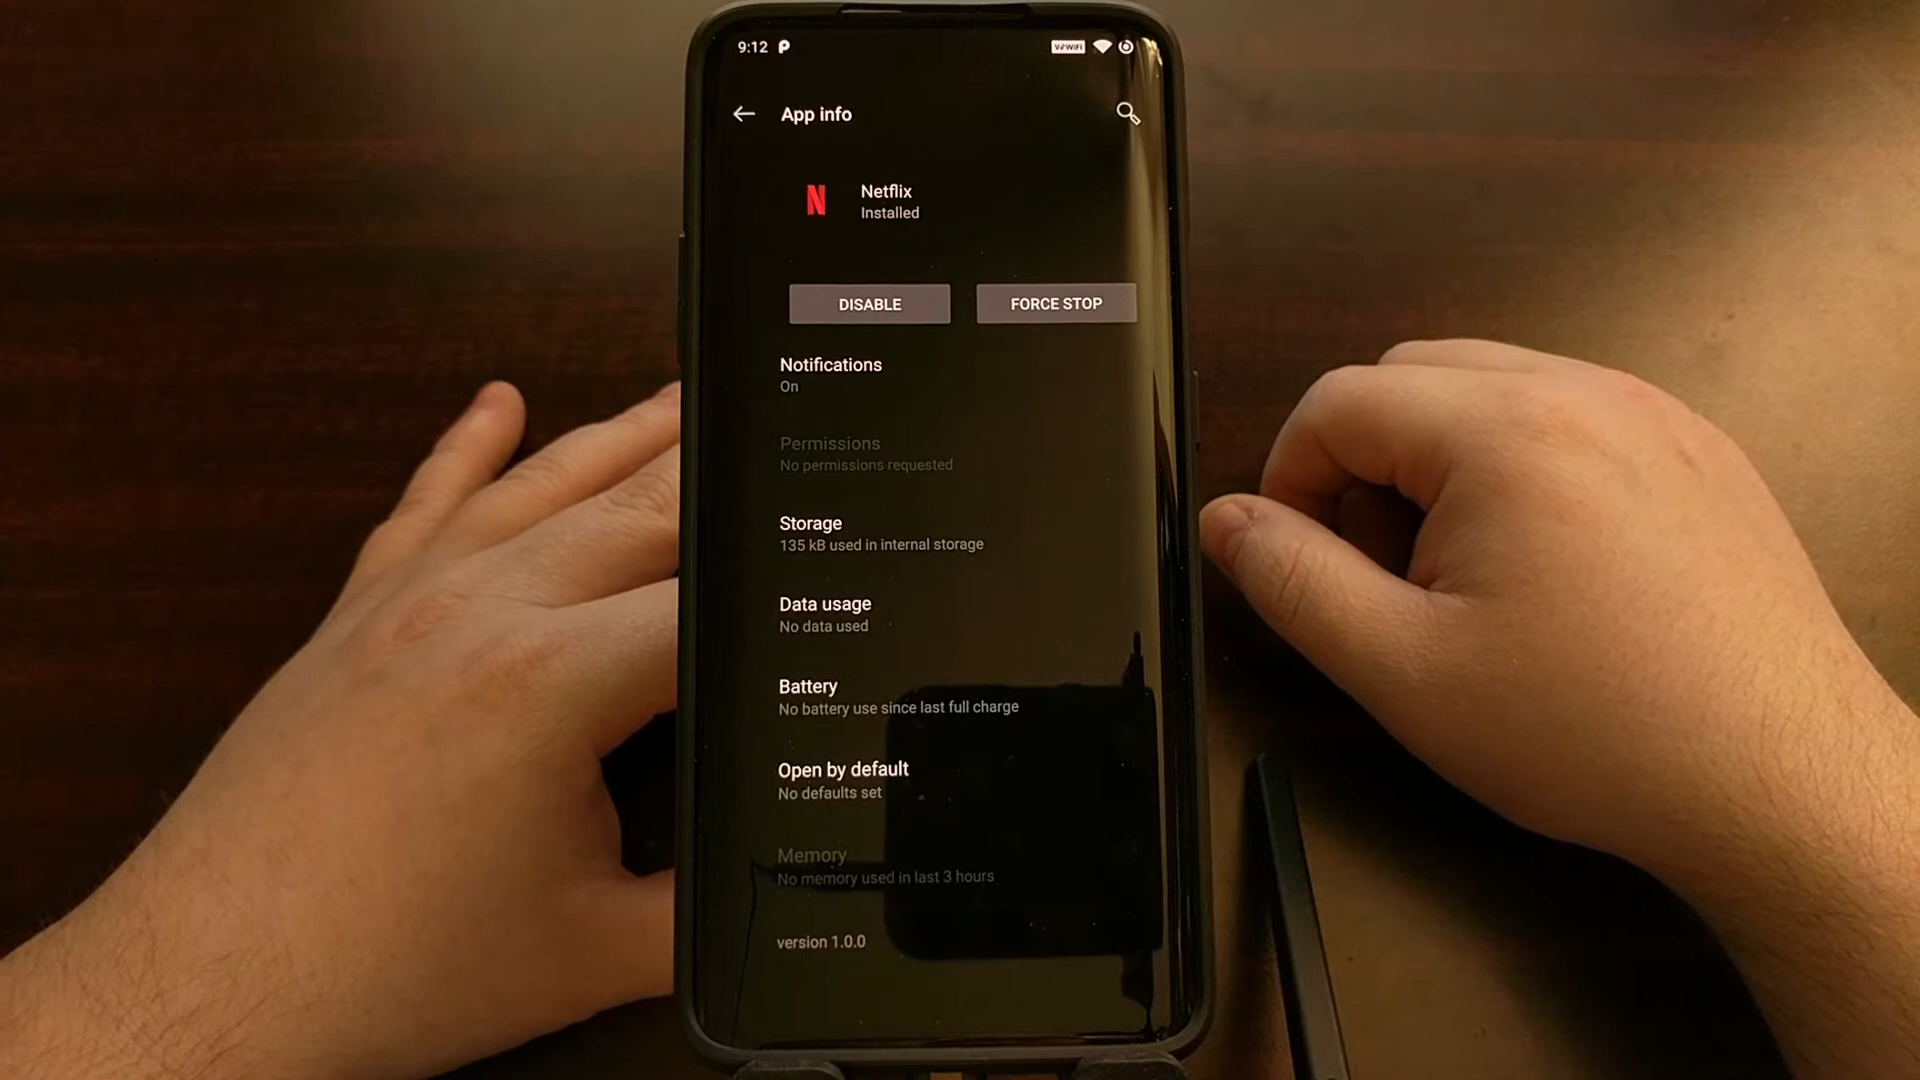 9:12
VoWiFi
App info
N
Netflix
Installed
DISABLE
FORCE STOP
Notifications
On
Permissions
No permissions requested
Storage
135 kB used in internal storage
Data usage
No data used
Battery
No battery use since last full charge
Open by default
No defaults set
Memory
No memory used in last 3 hours
version 1.0.0